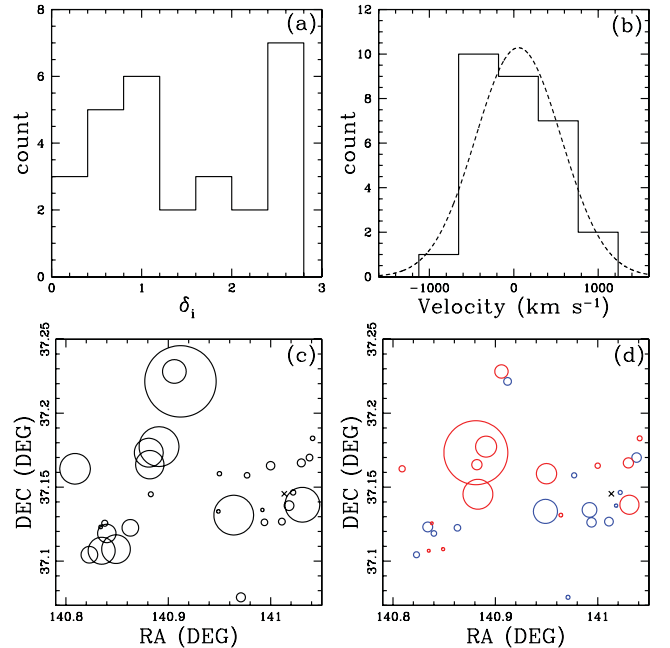 (a)
8
6
4
2
0
count
0
1
2
3
δi
(b)
12
10
8
6
4
2
0
count
-1000
0
1000
Velocity (km s⁻¹)
(c)
37.25
37.2
37.15
37.1
DEC (DEG)
140.8
140.9
141
RA (DEG)
(d)
37.25
37.2
37.15
37.1
DEC (DEG)
140.8
140.9
141
RA (DEG)